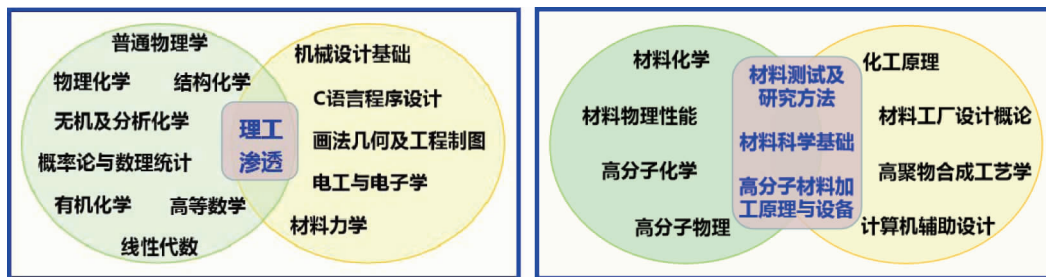 普通物理学
物理化学
结构化学
无机及分析化学
概率论与数理统计
有机化学
高等数学
线性代数
理工
渗透
机械设计基础
C语言程序设计
画法几何及工程制图
电工与电子学
材料力学
材料化学
材料物理性能
高分子化学
高分子物理
材料测试及
研究方法
材料科学基础
高分子材料加
工原理与设备
化工原理
材料工厂设计概论
高聚物合成工艺学
计算机辅助设计